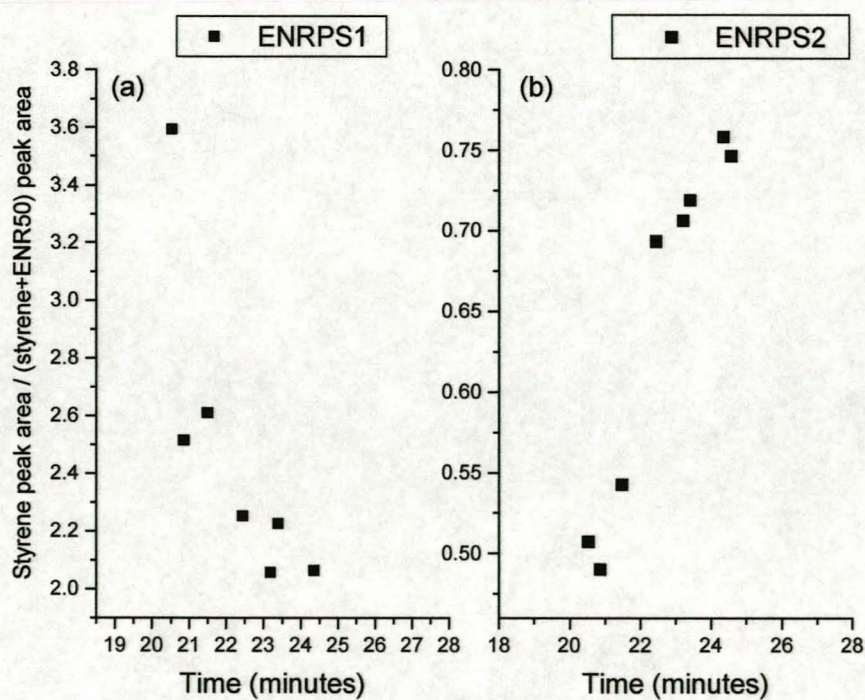 ENRPS1
ENRPS2
(a)
(b)
Styrene peak area / (styrene+ENR50) peak area
3.8
3.6
3.4
3.2
3.0
2.8
2.6
2.4
2.2
2.0
19 20 21 22 23 24 25 26 27 28
Time (minutes)
0.80
0.75
0.70
0.65
0.60
0.55
0.50
18 20 22 24 26 28
Time (minutes)